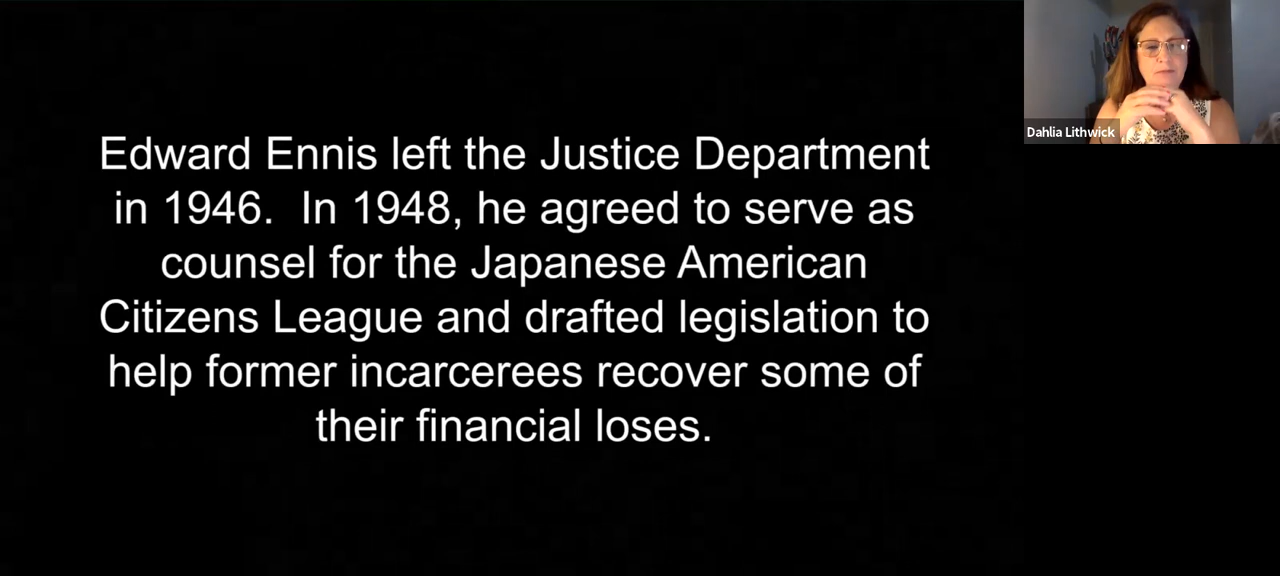 Edward Ennis left the Justice Department
in 1946.  In 1948, he agreed to serve as
counsel for the Japanese American
Citizens League and drafted legislation to
help former incarcerees recover some of
their financial loses.
Dahlia Lithwick